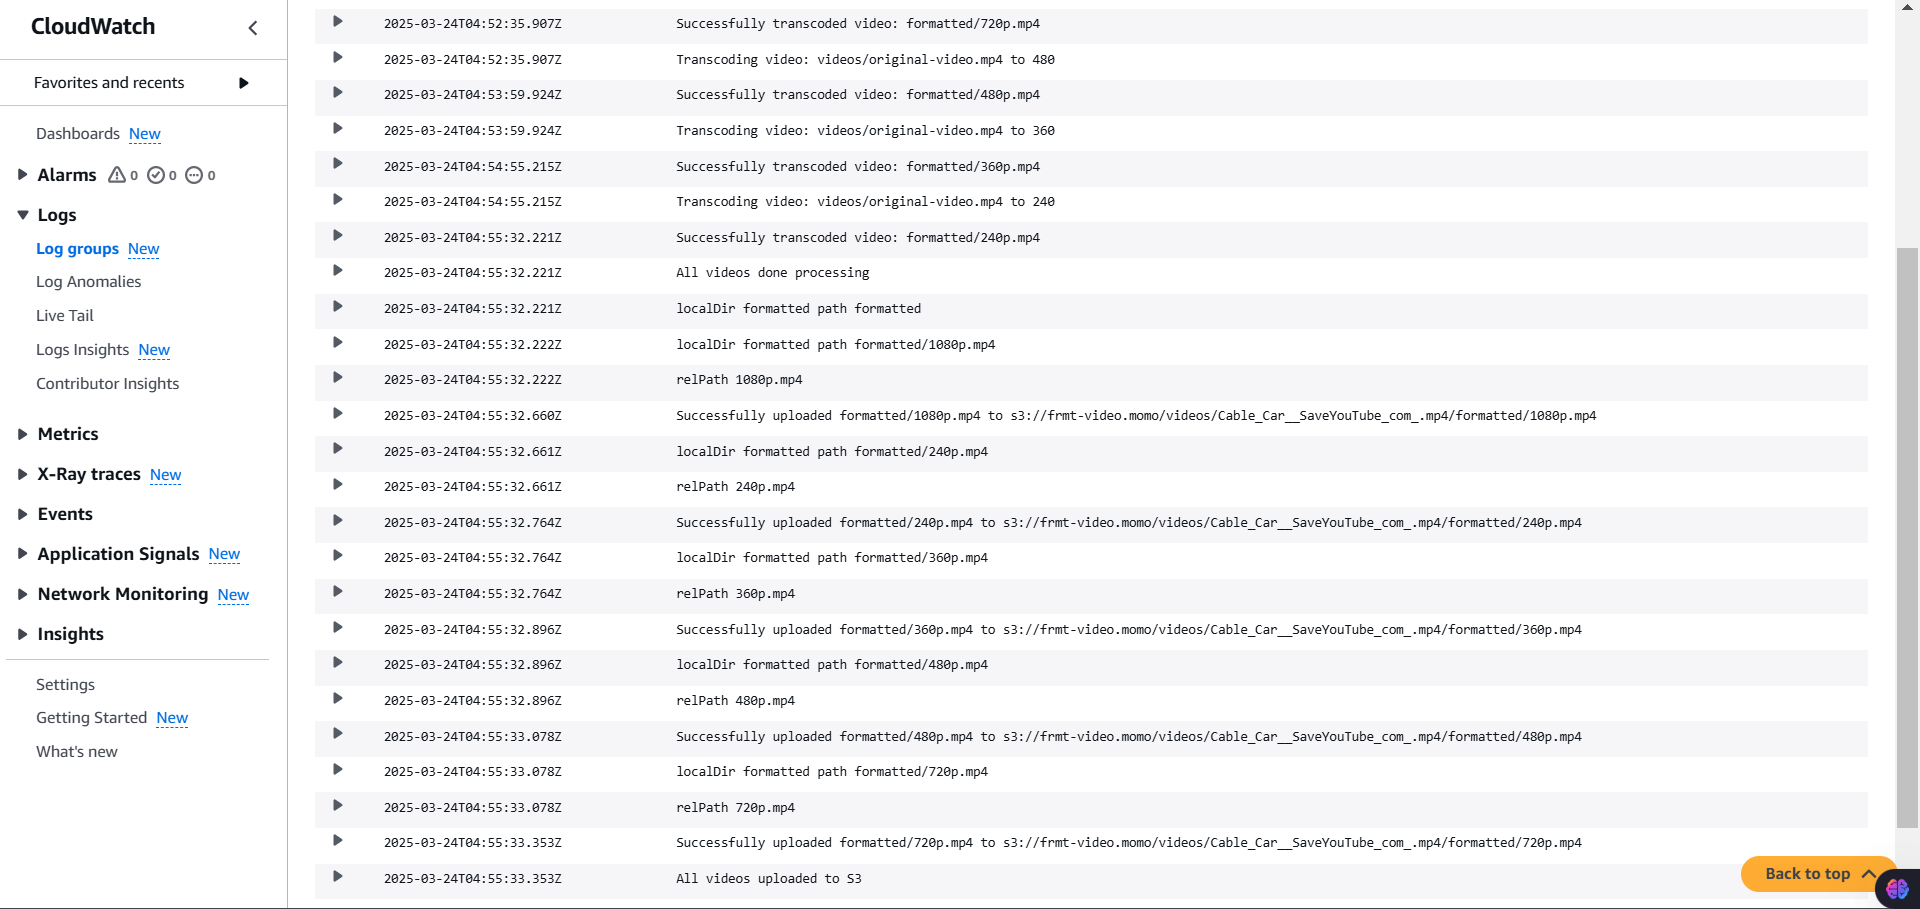 CloudWatch
Favorites and recents
Dashboards New
Alarms 0 0 0
Logs
Log groups New
Log Anomalies
Live Tail
Logs Insights New
Contributor Insights
Metrics
X-Ray traces New
Events
Application Signals New
Network Monitoring New
Insights
Settings
Getting Started New
What's new
2025-03-24T04:52:35.907Z Successfully transcoded video: formatted/720p.mp4
2025-03-24T04:52:35.907Z Transcoding video: videos/original-video.mp4 to 480
2025-03-24T04:53:59.924Z Successfully transcoded video: formatted/480p.mp4
2025-03-24T04:53:59.924Z Transcoding video: videos/original-video.mp4 to 360
2025-03-24T04:54:55.215Z Successfully transcoded video: formatted/360p.mp4
2025-03-24T04:54:55.215Z Transcoding video: videos/original-video.mp4 to 240
2025-03-24T04:55:32.221Z Successfully transcoded video: formatted/240p.mp4
2025-03-24T04:55:32.221Z All videos done processing
2025-03-24T04:55:32.221Z localDir formatted path formatted
2025-03-24T04:55:32.222Z localDir formatted path formatted/1080p.mp4
2025-03-24T04:55:32.222Z relPath 1080p.mp4
2025-03-24T04:55:32.660Z Successfully uploaded formatted/1080p.mp4 to s3://frmt-video.momo/videos/Cable_Car__SaveYouTube_com_.mp4/formatted/1080p.mp4
2025-03-24T04:55:32.661Z localDir formatted path formatted/240p.mp4
2025-03-24T04:55:32.661Z relPath 240p.mp4
2025-03-24T04:55:32.764Z Successfully uploaded formatted/240p.mp4 to s3://frmt-video.momo/videos/Cable_Car__SaveYouTube_com_.mp4/formatted/240p.mp4
2025-03-24T04:55:32.764Z localDir formatted path formatted/360p.mp4
2025-03-24T04:55:32.764Z relPath 360p.mp4
2025-03-24T04:55:32.896Z Successfully uploaded formatted/360p.mp4 to s3://frmt-video.momo/videos/Cable_Car__SaveYouTube_com_.mp4/formatted/360p.mp4
2025-03-24T04:55:32.896Z localDir formatted path formatted/480p.mp4
2025-03-24T04:55:32.896Z relPath 480p.mp4
2025-03-24T04:55:33.078Z Successfully uploaded formatted/480p.mp4 to s3://frmt-video.momo/videos/Cable_Car__SaveYouTube_com_.mp4/formatted/480p.mp4
2025-03-24T04:55:33.078Z localDir formatted path formatted/720p.mp4
2025-03-24T04:55:33.078Z relPath 720p.mp4
2025-03-24T04:55:33.353Z Successfully uploaded formatted/720p.mp4 to s3://frmt-video.momo/videos/Cable_Car__SaveYouTube_com_.mp4/formatted/720p.mp4
2025-03-24T04:55:33.353Z All videos uploaded to S3
Back to top